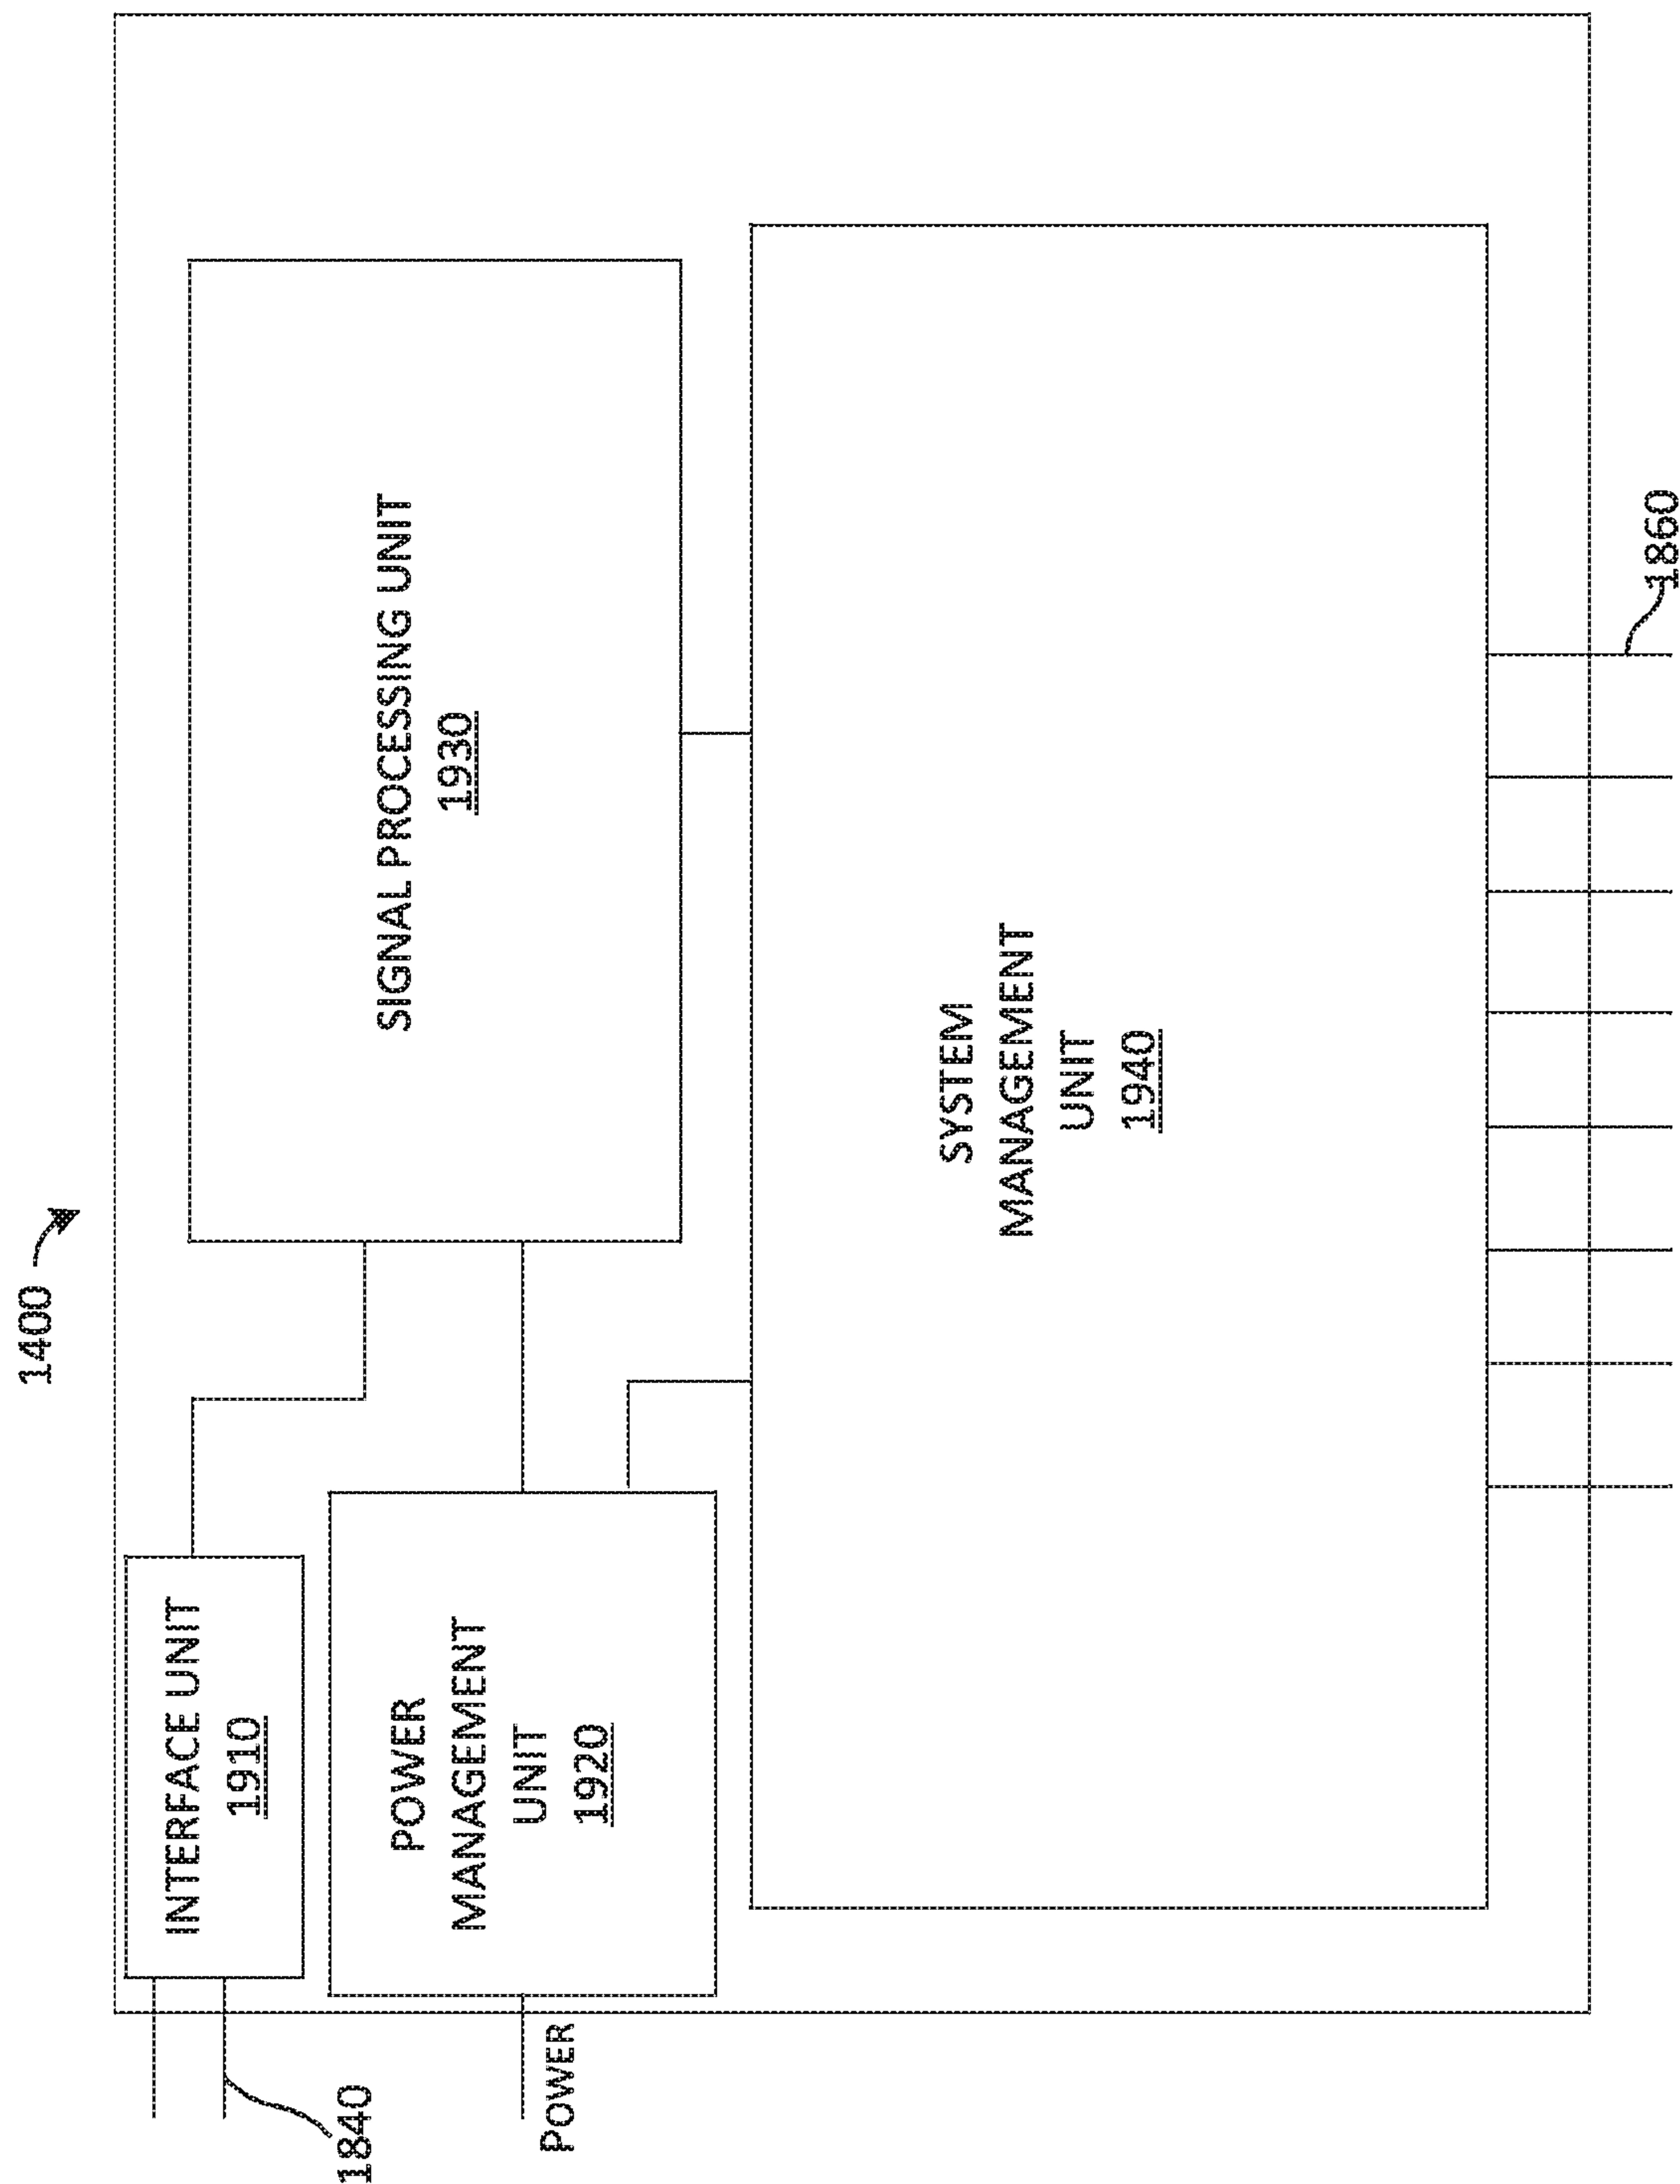 1400
INTERFACE UNIT
1910
SIGNAL PROCESSING UNIT
1930
1840
POWER
MANAGEMENT
UNIT
1920
POWER
SYSTEM
MANAGEMENT
UNIT
1940
1860